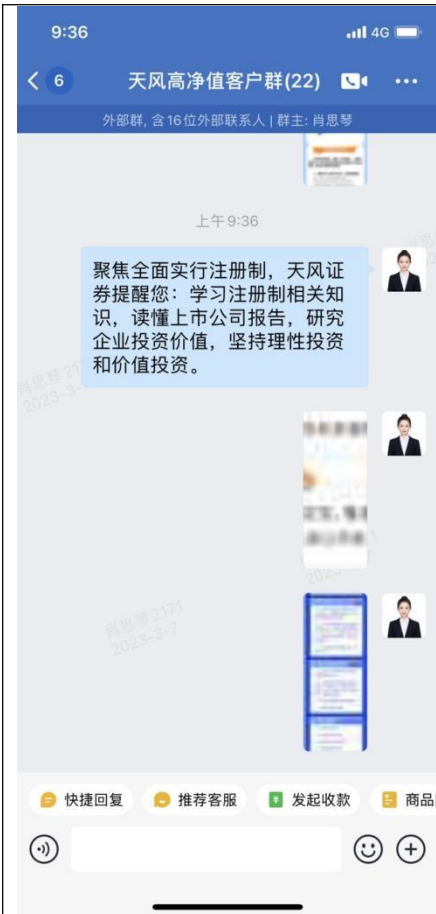 9:36
4G
6
天风高净值客户群(22)
外部群, 含16位外部联系人 | 群主: 肖思琴
上午 9:36
聚焦全面实行注册制，天风证
券提醒您：学习注册制相关知
识，读懂上市公司报告，研究
企业投资价值，坚持理性投资
和价值投资。
肖思琴 2171
2023-3-7
快捷回复
推荐客服
发起收款
商品